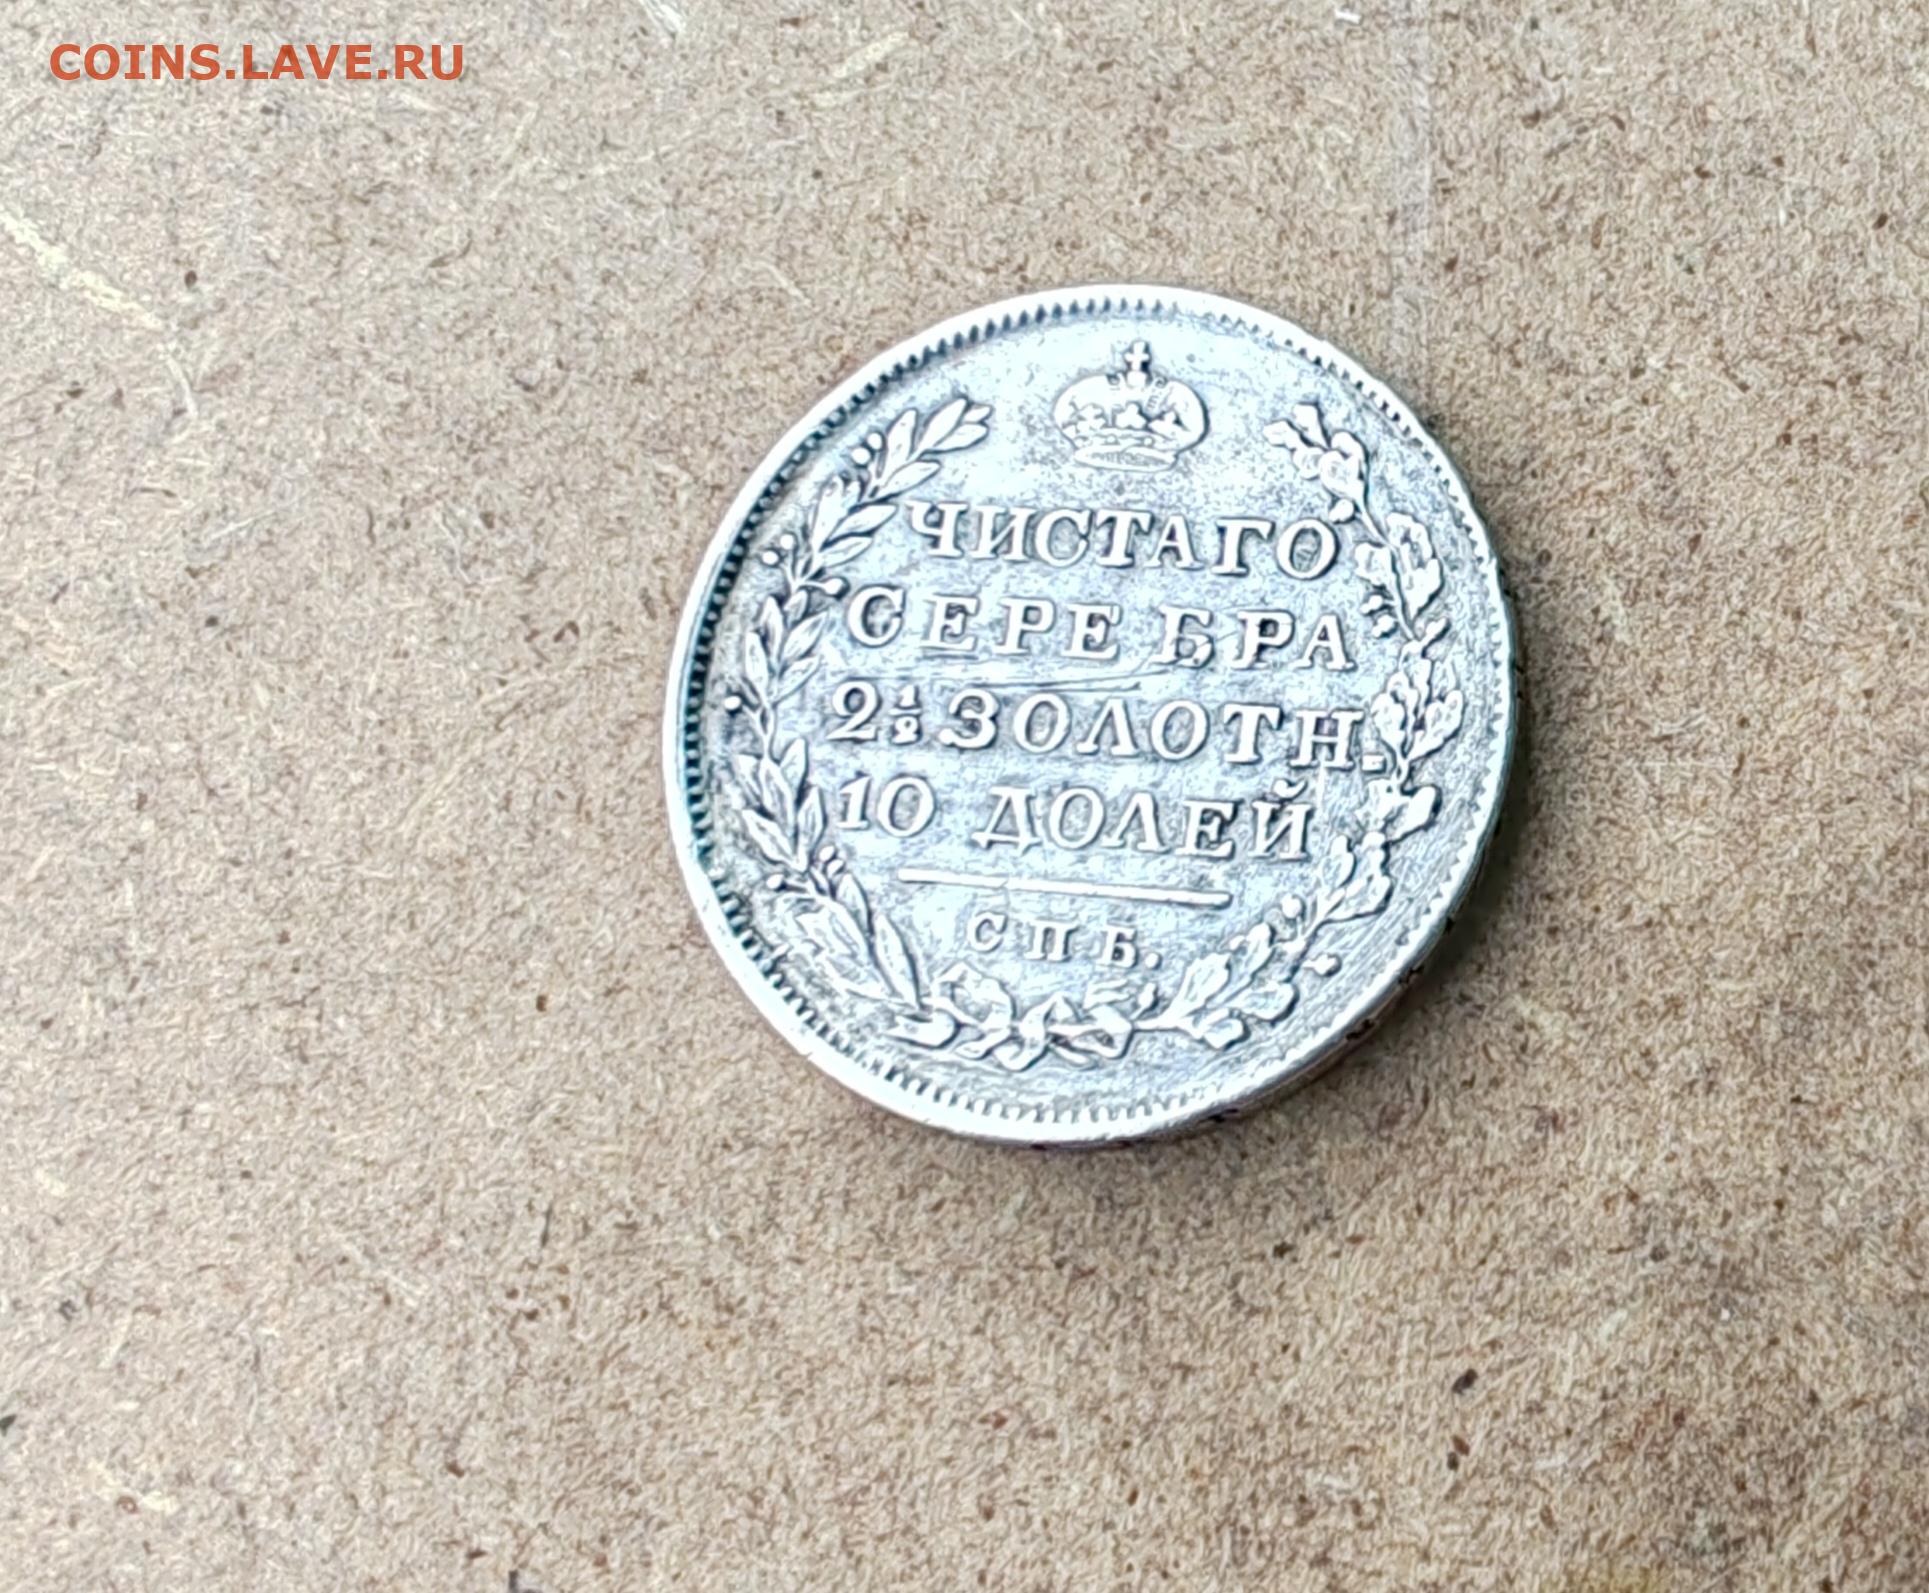 COINS.LAVE.RU
ЧИСТАГО
СЕРЕБРА
2½ ЗОЛОТН.
10 ДОЛЕЙ
СПБ.